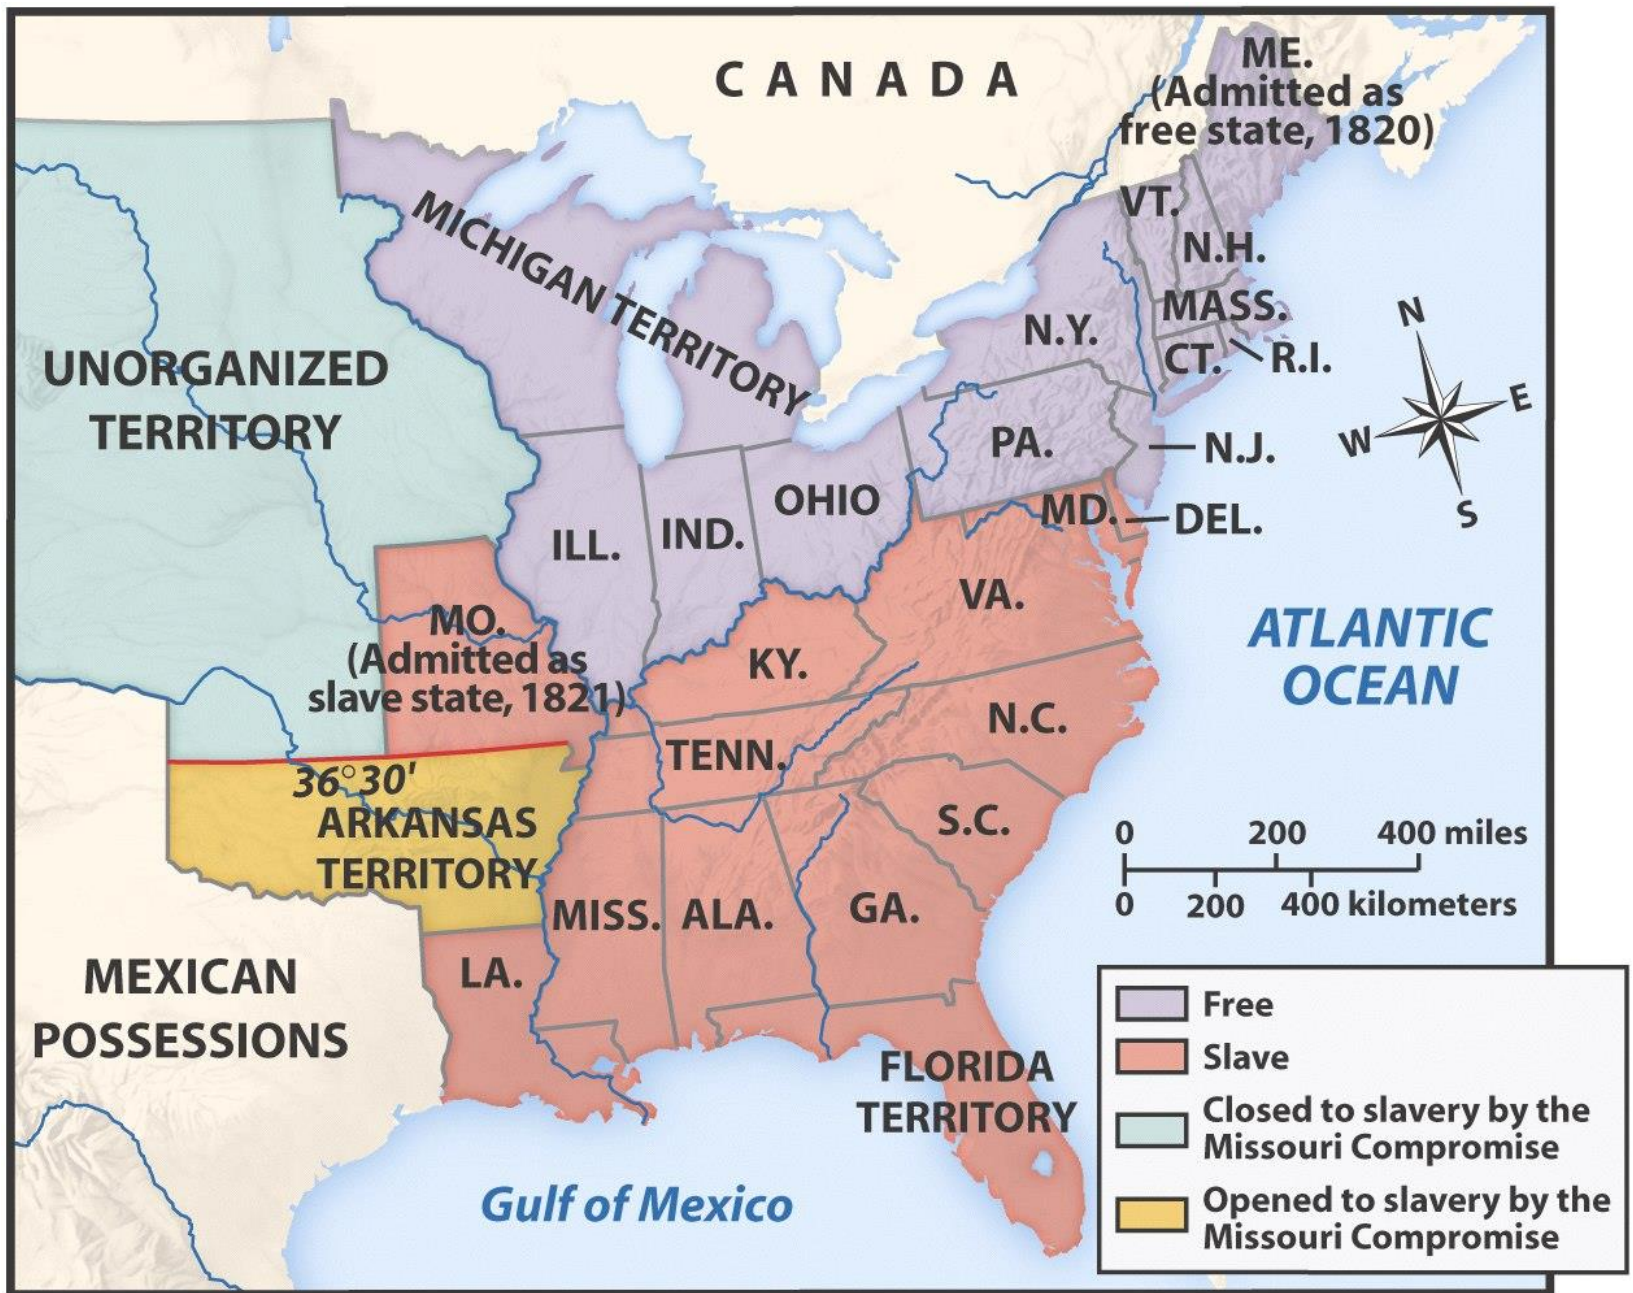 CANADA
ME.
(Admitted as
free state, 1820)
VT.
N.H.
MASS.
CT.
R.I.
N.Y.
MICHIGAN TERRITORY
UNORGANIZED
TERRITORY
PA.
N.J.
OHIO
IND.
ILL.
MD.
DEL.
VA.
MO.
(Admitted as
slave state, 1821)
KY.
N.C.
TENN.
36°30'
ARKANSAS
TERRITORY
S.C.
MISS.
ALA.
GA.
LA.
MEXICAN
POSSESSIONS
FLORIDA
TERRITORY
ATLANTIC
OCEAN
Gulf of Mexico
N
E
W
S
0 200 400 miles
0 200 400 kilometers
Free
Slave
Closed to slavery by the
Missouri Compromise
Opened to slavery by the
Missouri Compromise